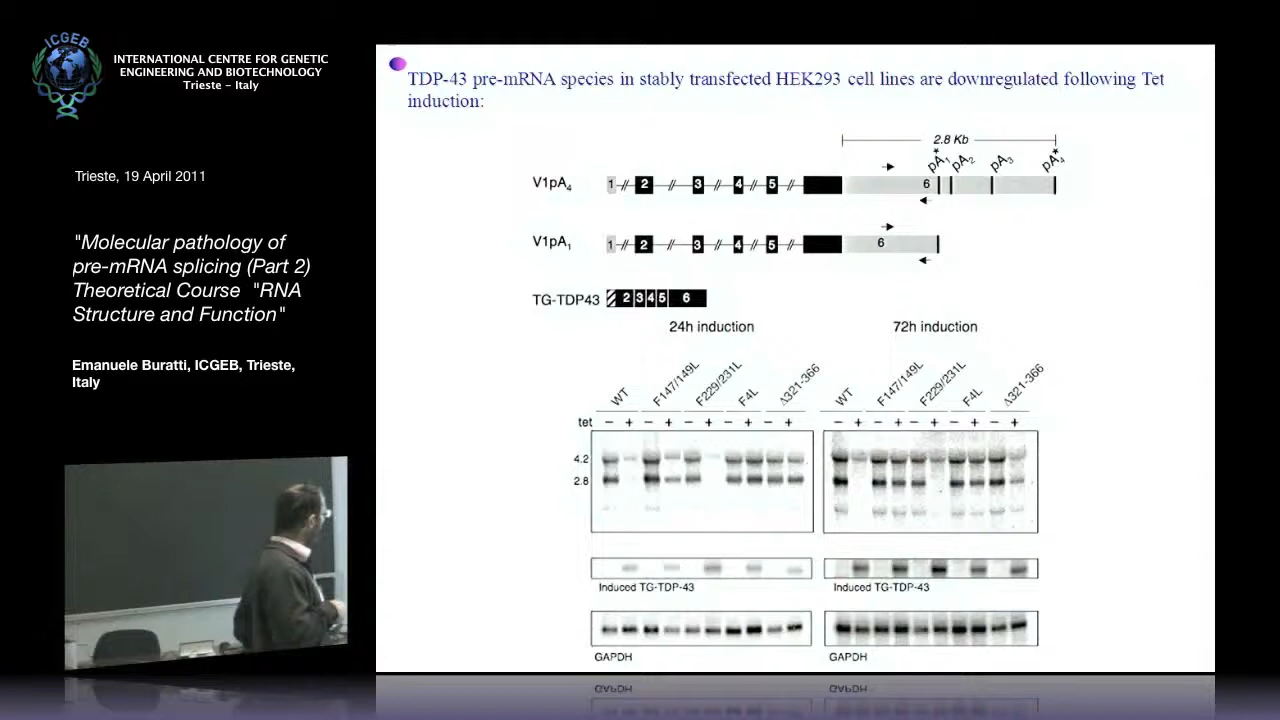 ICGEB
INTERNATIONAL CENTRE FOR GENETIC
ENGINEERING AND BIOTECHNOLOGY
Trieste - Italy
Trieste, 19 April 2011
"Molecular pathology of
pre-mRNA splicing (Part 2)
Theoretical Course "RNA
Structure and Function"
Emanuele Buratti, ICGEB, Trieste,
Italy
TDP-43 pre-mRNA species in stably transfected HEK293 cell lines are downregulated following Tet
induction:
2.8 Kb
pA₁* pA₂ pA₃ pA₄*
V1pA₄ 1 2 3 4 5 6
V1pA₁ 1 2 3 4 5 6
TG-TDP43 2 3 4 5 6
24h induction 72h induction
WT F147/149L F229/231L F4L Δ321-366 WT F147/149L F229/231L F4L Δ321-366
tet − + − + − + − + − + − + − + − + − + − +
4.2
2.8
Induced TG-TDP-43 Induced TG-TDP-43
GAPDH GAPDH